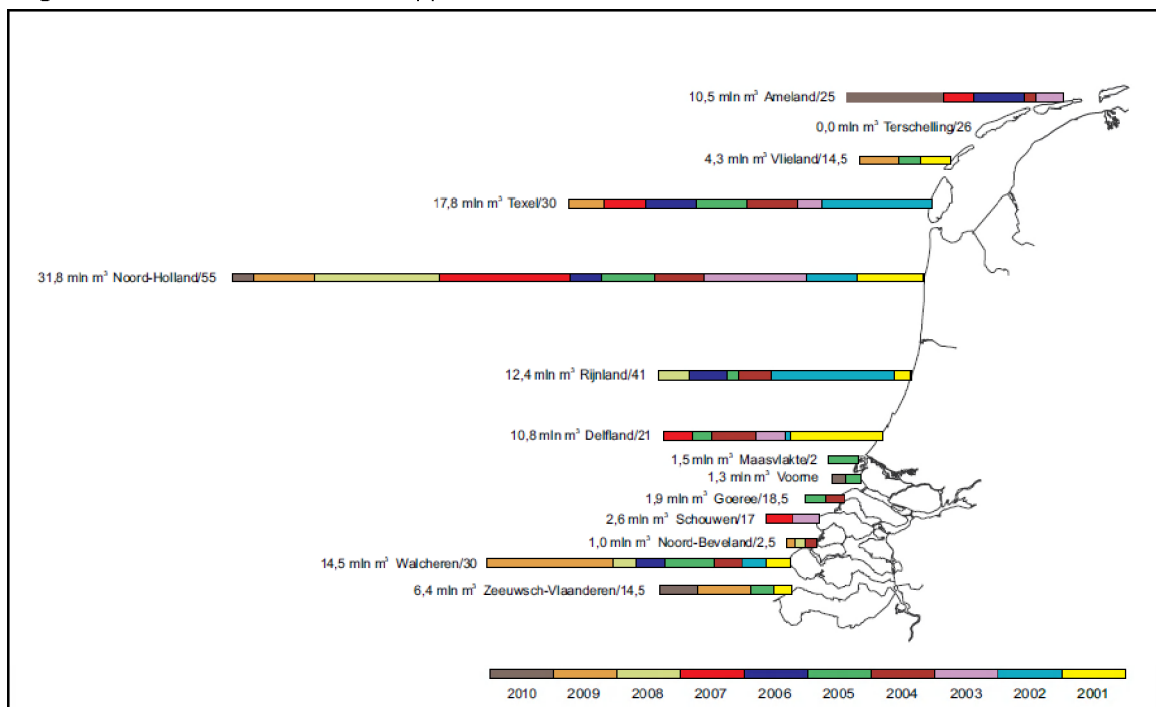 10,5 mln m³ Ameland/25
0,0 mln m³ Terschelling/26
4,3 mln m³ Vlieland/14,5
17,8 mln m³ Texel/30
31,8 mln m³ Noord-Holland/55
12,4 mln m³ Rijnland/41
10,8 mln m³ Delfland/21
1,5 mln m³ Maasvlakte/2
1,3 mln m³ Voorne
1,9 mln m³ Goeree/18,5
2,6 mln m³ Schouwen/17
1,0 mln m³ Noord-Beveland/2,5
14,5 mln m³ Walcheren/30
6,4 mln m³ Zeeuwsch-Vlaanderen/14,5
2010 2009 2008 2007 2006 2005 2004 2003 2002 2001